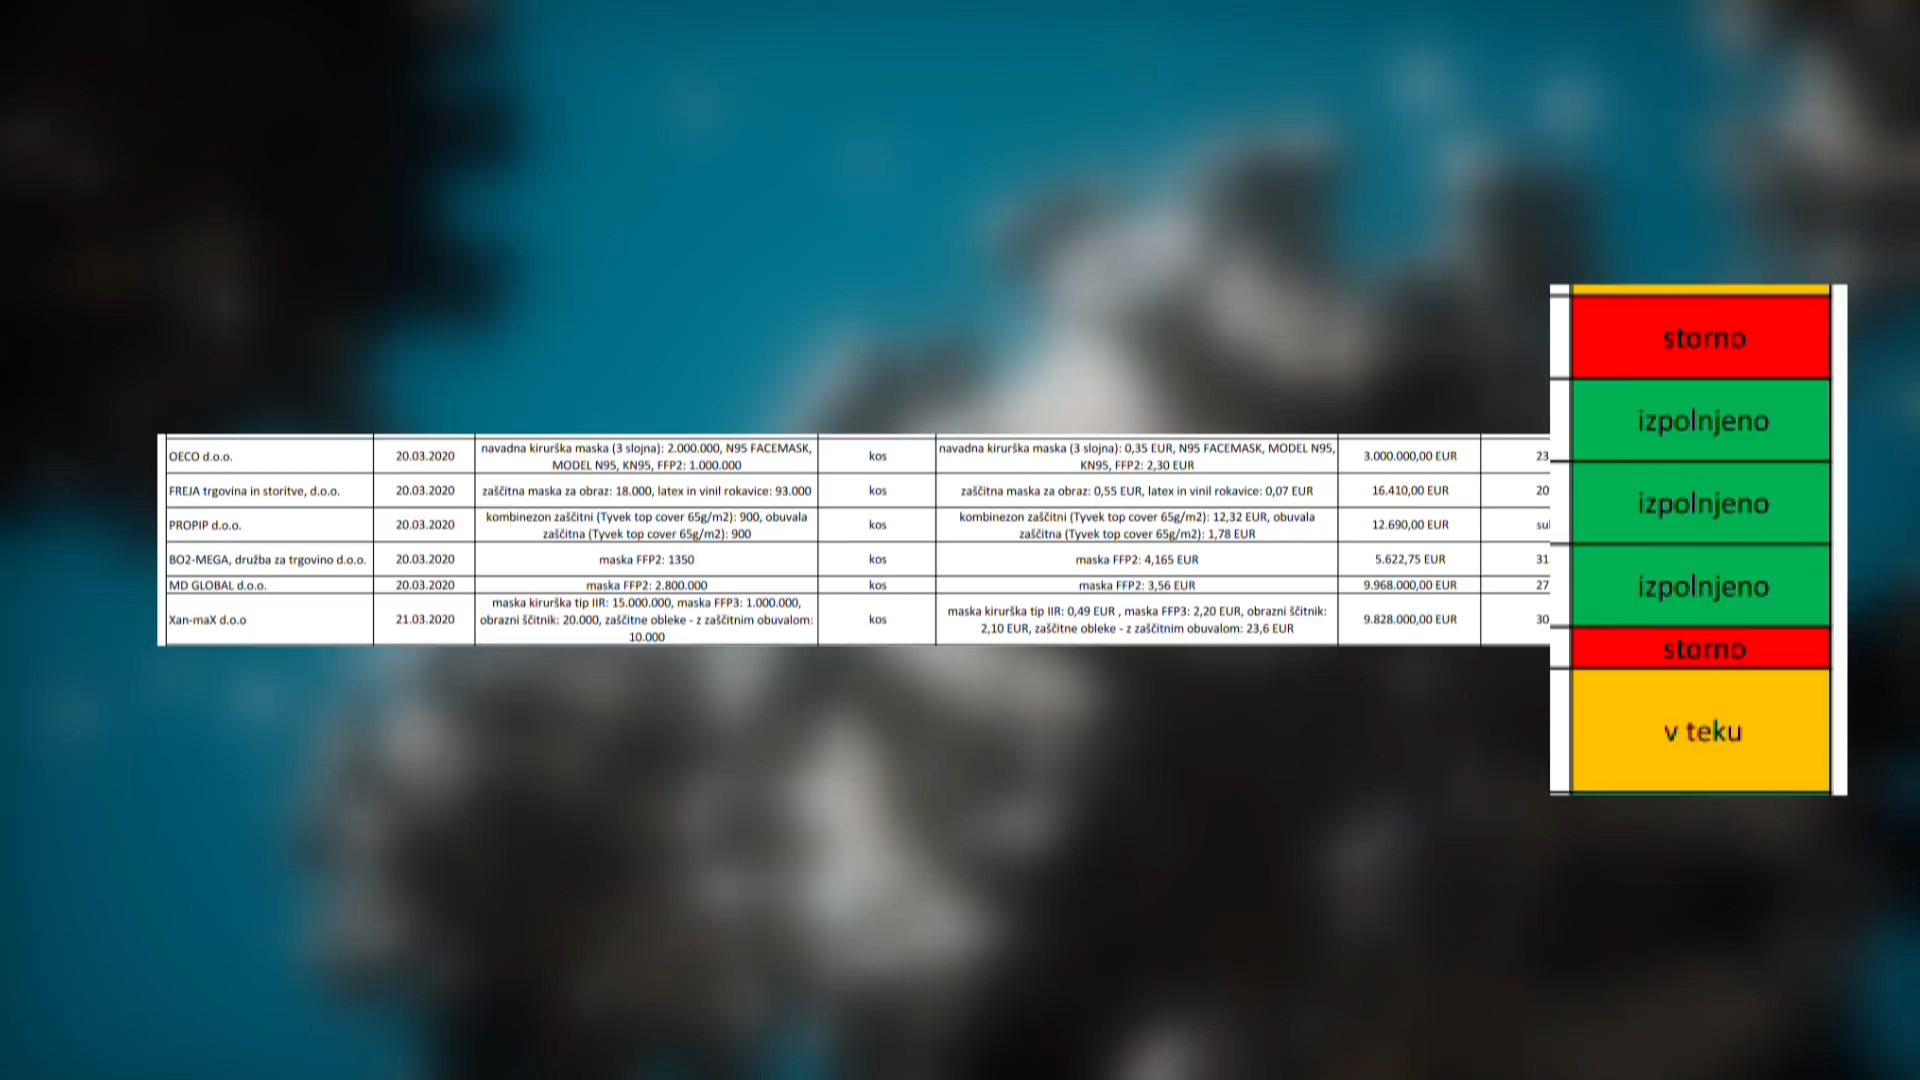 OECO d.o.o.
20.03.2020
navadna kirurška maska (3 slojna): 2.000.000, N95 FACEMASK,
MODEL N95, KN95, FFP2: 1.000.000
kos
navadna kirurška maska (3 slojna): 0,35 EUR, N95 FACEMASK, MODEL N95,
KN95, FFP2: 2,30 EUR
3.000.000,00 EUR
23
storno
FREJA trgovina in storitve, d.o.o.
20.03.2020
zaščitna maska za obraz: 18.000, latex in vinil rokavice: 93.000
kos
zaščitna maska za obraz: 0,55 EUR, latex in vinil rokavice: 0,07 EUR
16.410,00 EUR
20
izpolnjeno
PROPIP d.o.o.
20.03.2020
kombinezon zaščitni (Tyvek top cover 65g/m2): 900, obuvala
zaščitna (Tyvek top cover 65g/m2): 900
kos
kombinezon zaščitni (Tyvek top cover 65g/m2): 12,32 EUR, obuvala
zaščitna (Tyvek top cover 65g/m2): 1,78 EUR
12.690,00 EUR
izpolnjeno
BO2-MEGA, družba za trgovino d.o.o.
20.03.2020
maska FFP2: 1350
kos
maska FFP2: 4,165 EUR
5.622,75 EUR
31
izpolnjeno
MD GLOBAL d.o.o.
20.03.2020
maska FFP2: 2.800.000
kos
maska FFP2: 3,56 EUR
9.968.000,00 EUR
27
storno
Xan-maX d.o.o
21.03.2020
maska kirurška tip IIR: 15.000.000, maska FFP3: 1.000.000,
obrazni ščitnik: 20.000, zaščitne obleke - z zaščitnim obuvalom:
10.000
kos
maska kirurška tip IIR: 0,49 EUR , maska FFP3: 2,20 EUR, obrazni ščitnik:
2,10 EUR, zaščitne obleke - z zaščitnim obuvalom: 23,6 EUR
9.828.000,00 EUR
30
v teku